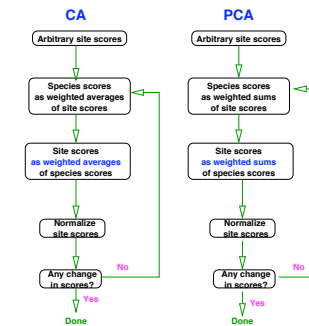 CA
Arbitrary site scores
Species scores
as weighted averages
of site scores
Site scores
as weighted averages
of species scores
Normalize
site scores
No
Any change
in scores?
Yes
Done
PCA
Arbitrary site scores
Species scores
as weighted sums
of site scores
Site scores
as weighted sums
of species scores
Normalize
site scores
No
Any change
in scores?
Yes
Done